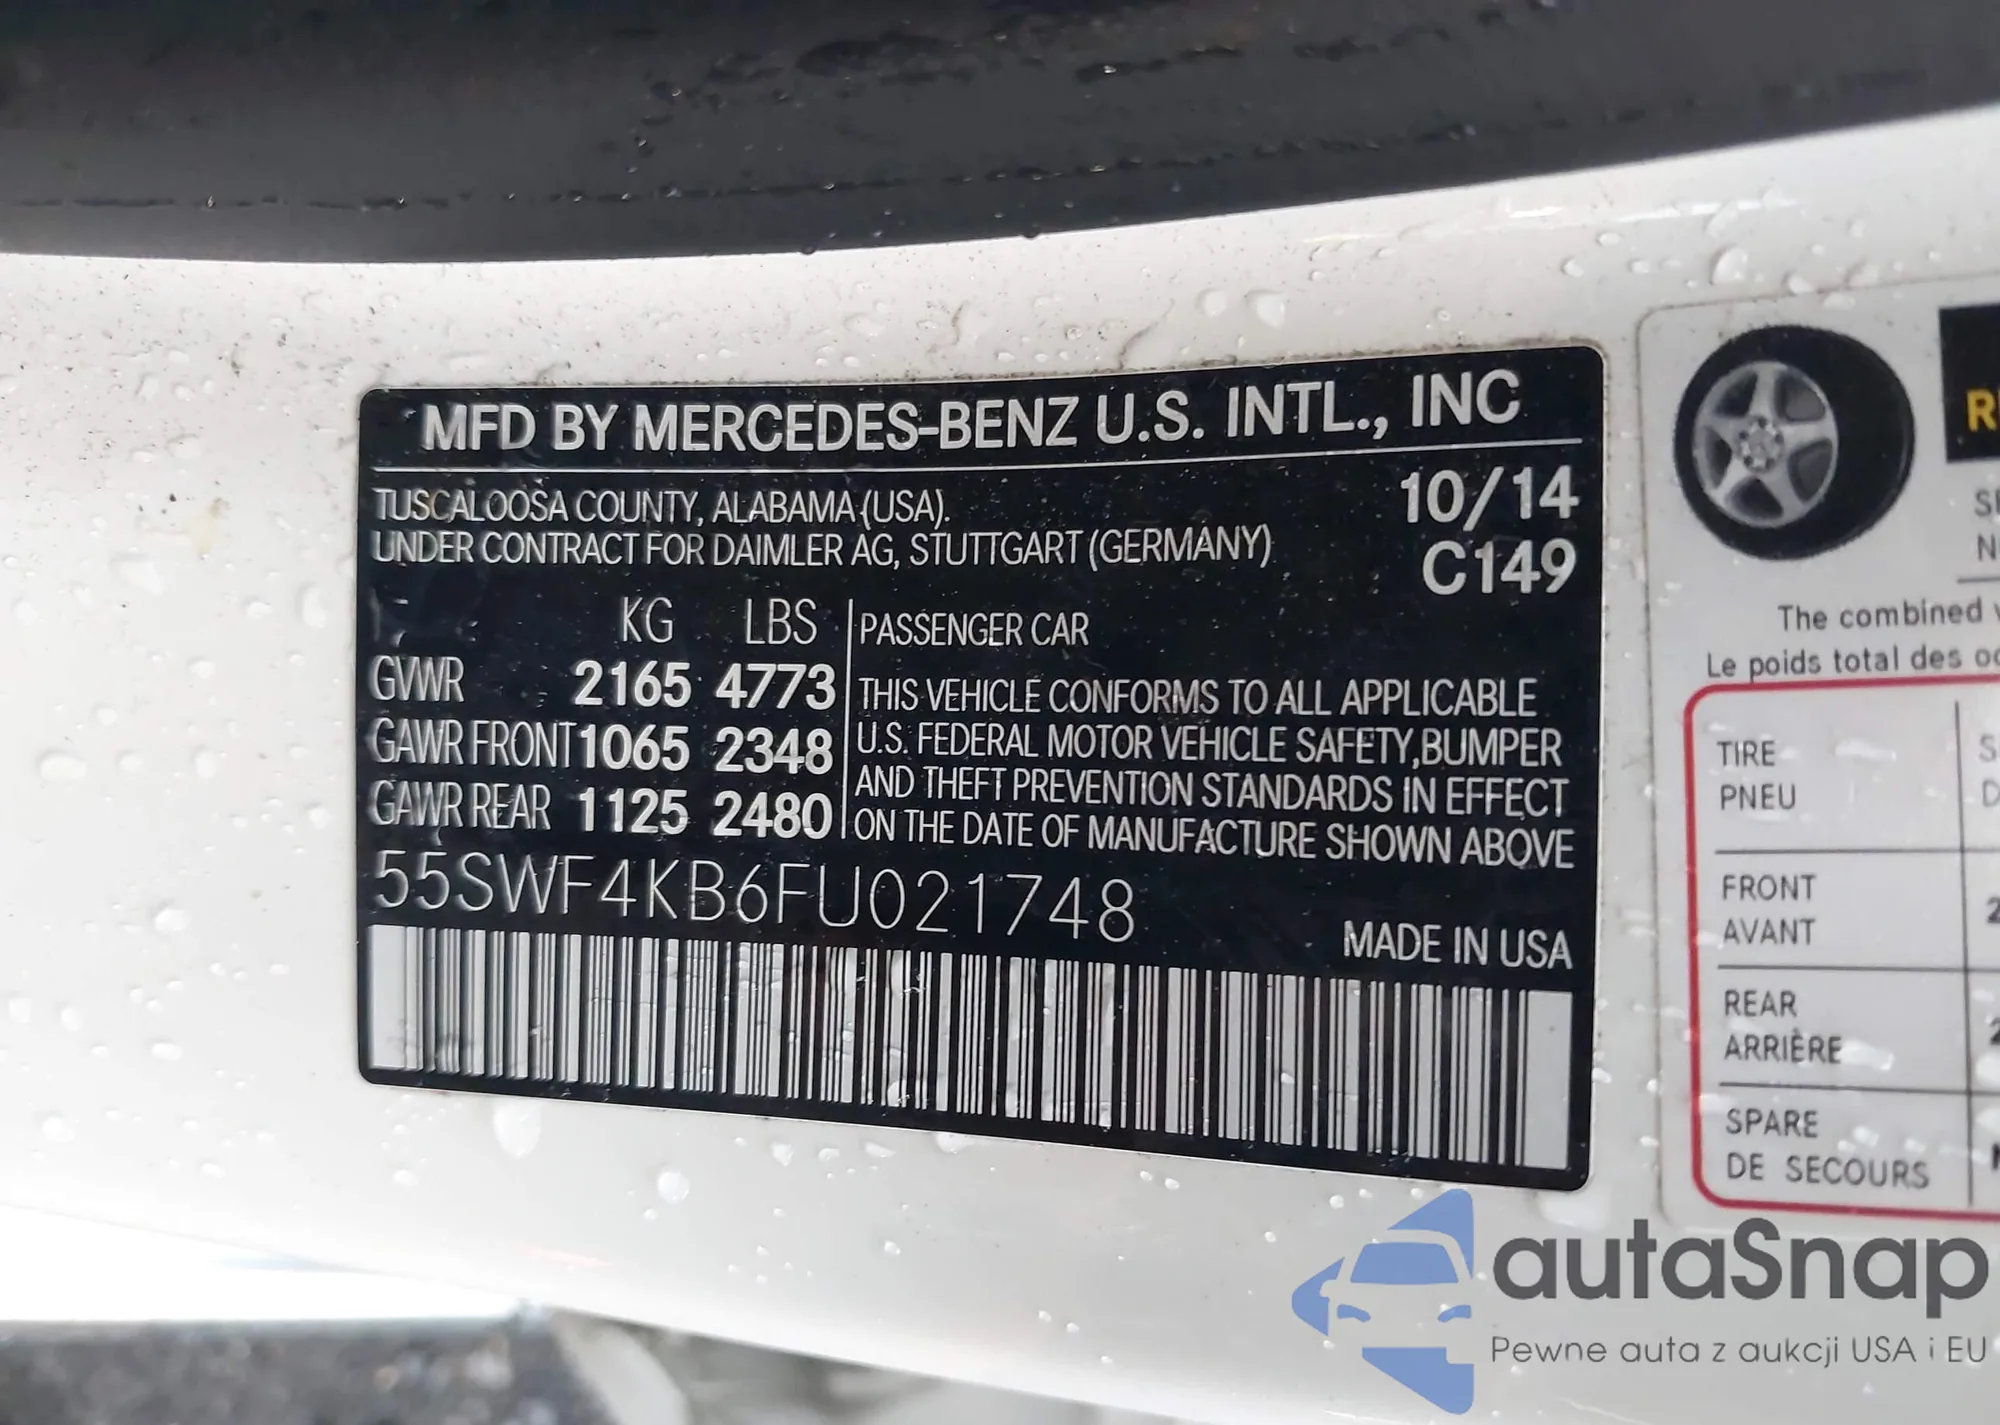 MFD BY MERCEDES-BENZ U.S. INTL., INC
TUSCALOOSA COUNTY, ALABAMA (USA).
10/14
UNDER CONTRACT FOR DAIMLER AG, STUTTGART (GERMANY)
C149
KG LBS
GVWR 2165 4773
GAWR FRONT 1065 2348
GAWR REAR 1125 2480
PASSENGER CAR
THIS VEHICLE CONFORMS TO ALL APPLICABLE
U.S. FEDERAL MOTOR VEHICLE SAFETY,BUMPER
AND THEFT PREVENTION STANDARDS IN EFFECT
ON THE DATE OF MANUFACTURE SHOWN ABOVE
55SWF4KB6FU021748
MADE IN USA
The combined
Le poids total des
TIRE
PNEU
FRONT
AVANT
REAR
ARRIÈRE
SPARE
DE SECOURS
autaSnap
Pewne auta z aukcji USA i EU